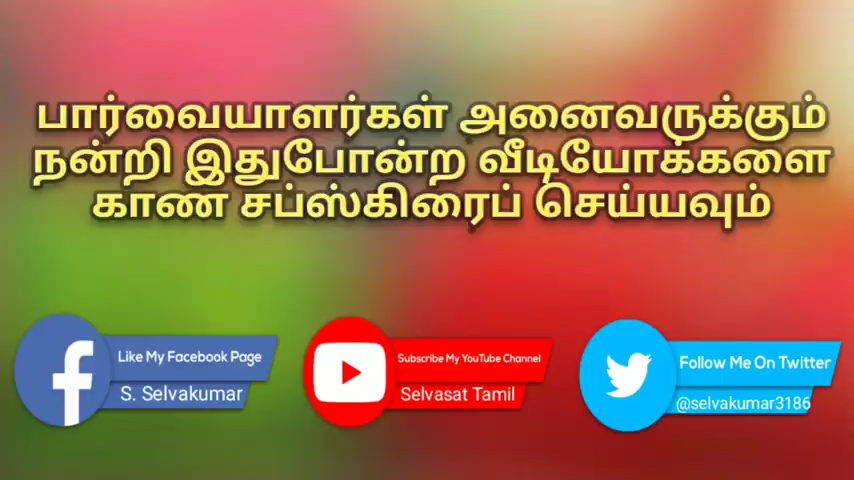 பார்வையாளர்கள் அனைவருக்கும்
நன்றி இதுபோன்ற வீடியோக்களை
காண சப்ஸ்கிரைப் செய்யவும்
Like My Facebook Page
S. Selvakumar
Subscribe My YouTube Channel
Selvasat Tamil
Follow Me On Twitter
@selvakumar3186